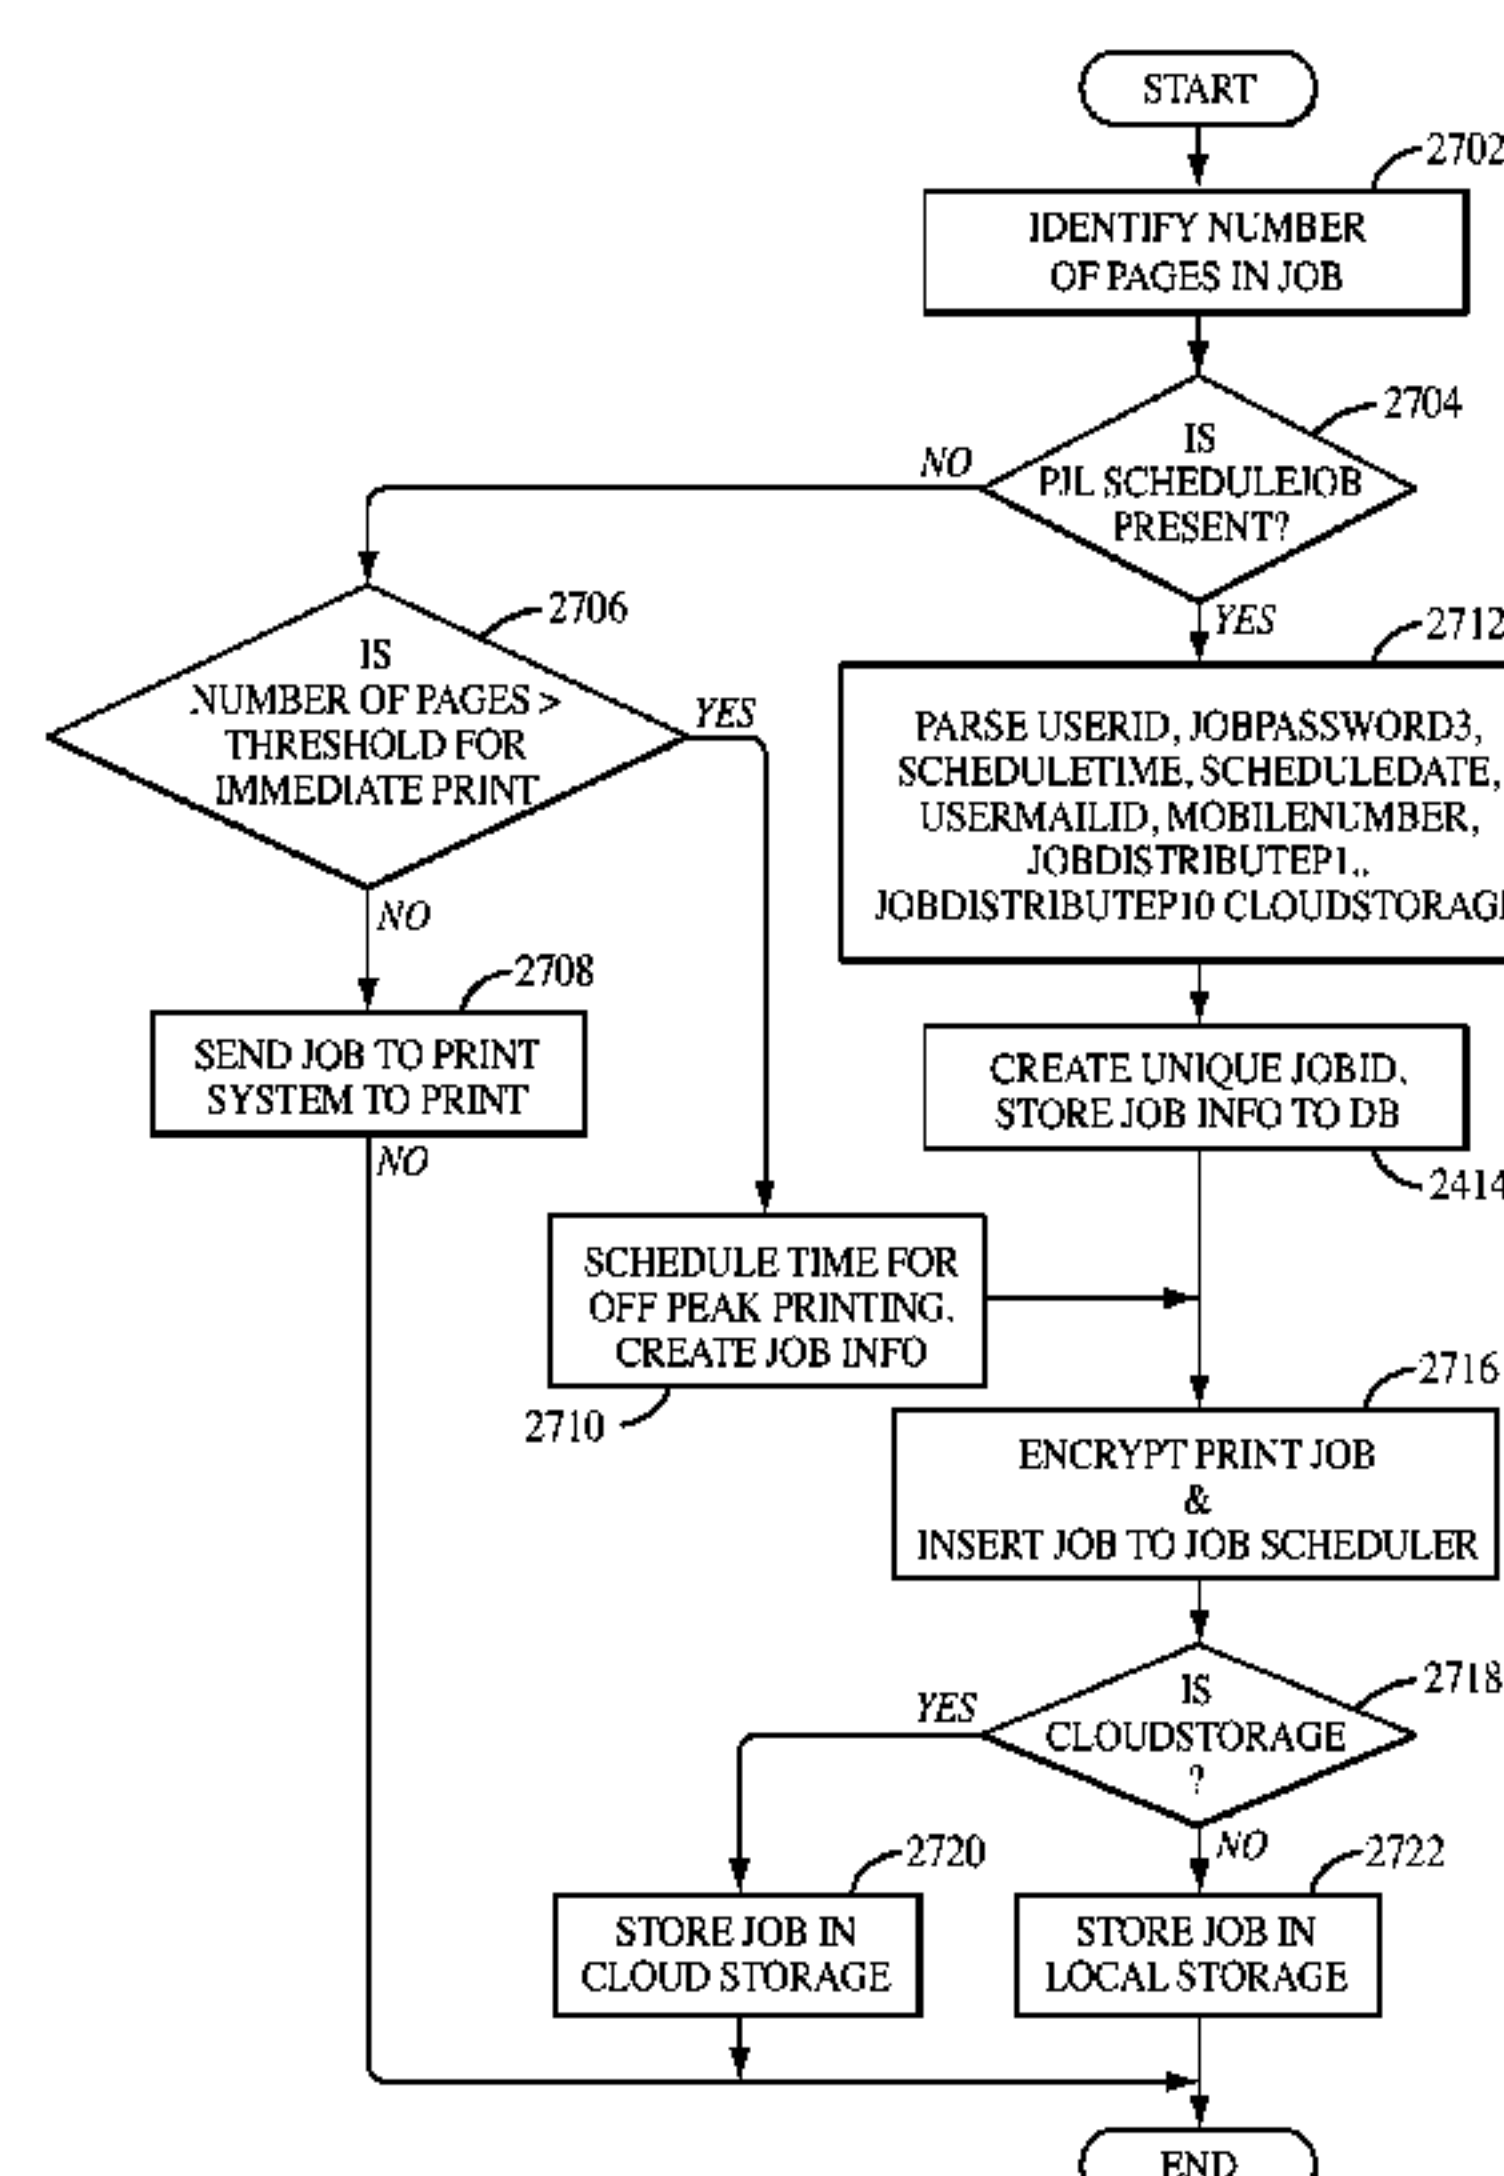 START
2702
IDENTIFY NUMBER
OF PAGES IN JOB
2704
IS
PJL SCHEDULEJOB
PRESENT?
NO
YES
2706
IS
NUMBER OF PAGES >
THRESHOLD FOR
IMMEDIATE PRINT
YES
NO
2712
PARSE USERID, JOBPASSWORD3,
SCHEDULETIME, SCHEDULEDATE,
USERMAILID, MOBILENUMBER,
JOBDISTRIBUTEP1,.
JOBDISTRIBUTEP10 CLOUDSTORAGE
2708
SEND JOB TO PRINT
SYSTEM TO PRINT
NO
CREATE UNIQUE JOBID,
STORE JOB INFO TO DB
2414
SCHEDULE TIME FOR
OFF PEAK PRINTING,
CREATE JOB INFO
2710
2716
ENCRYPT PRINT JOB
&
INSERT JOB TO JOB SCHEDULER
2718
IS
CLOUDSTORAGE
?
YES
NO
2720
STORE JOB IN
CLOUD STORAGE
2722
STORE JOB IN
LOCAL STORAGE
END